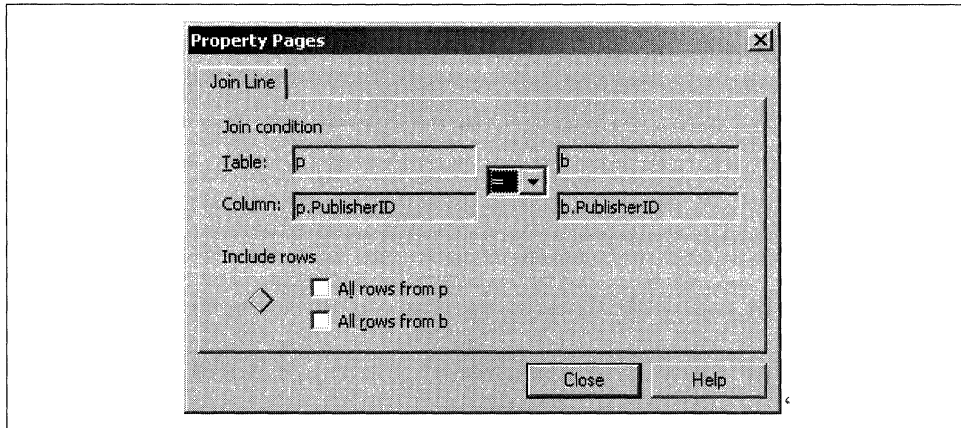 Property Pages
Join Line
Join condition
Table: p = b
Column: p.PublisherID b.PublisherID
Include rows
All rows from p
All rows from b
Close Help